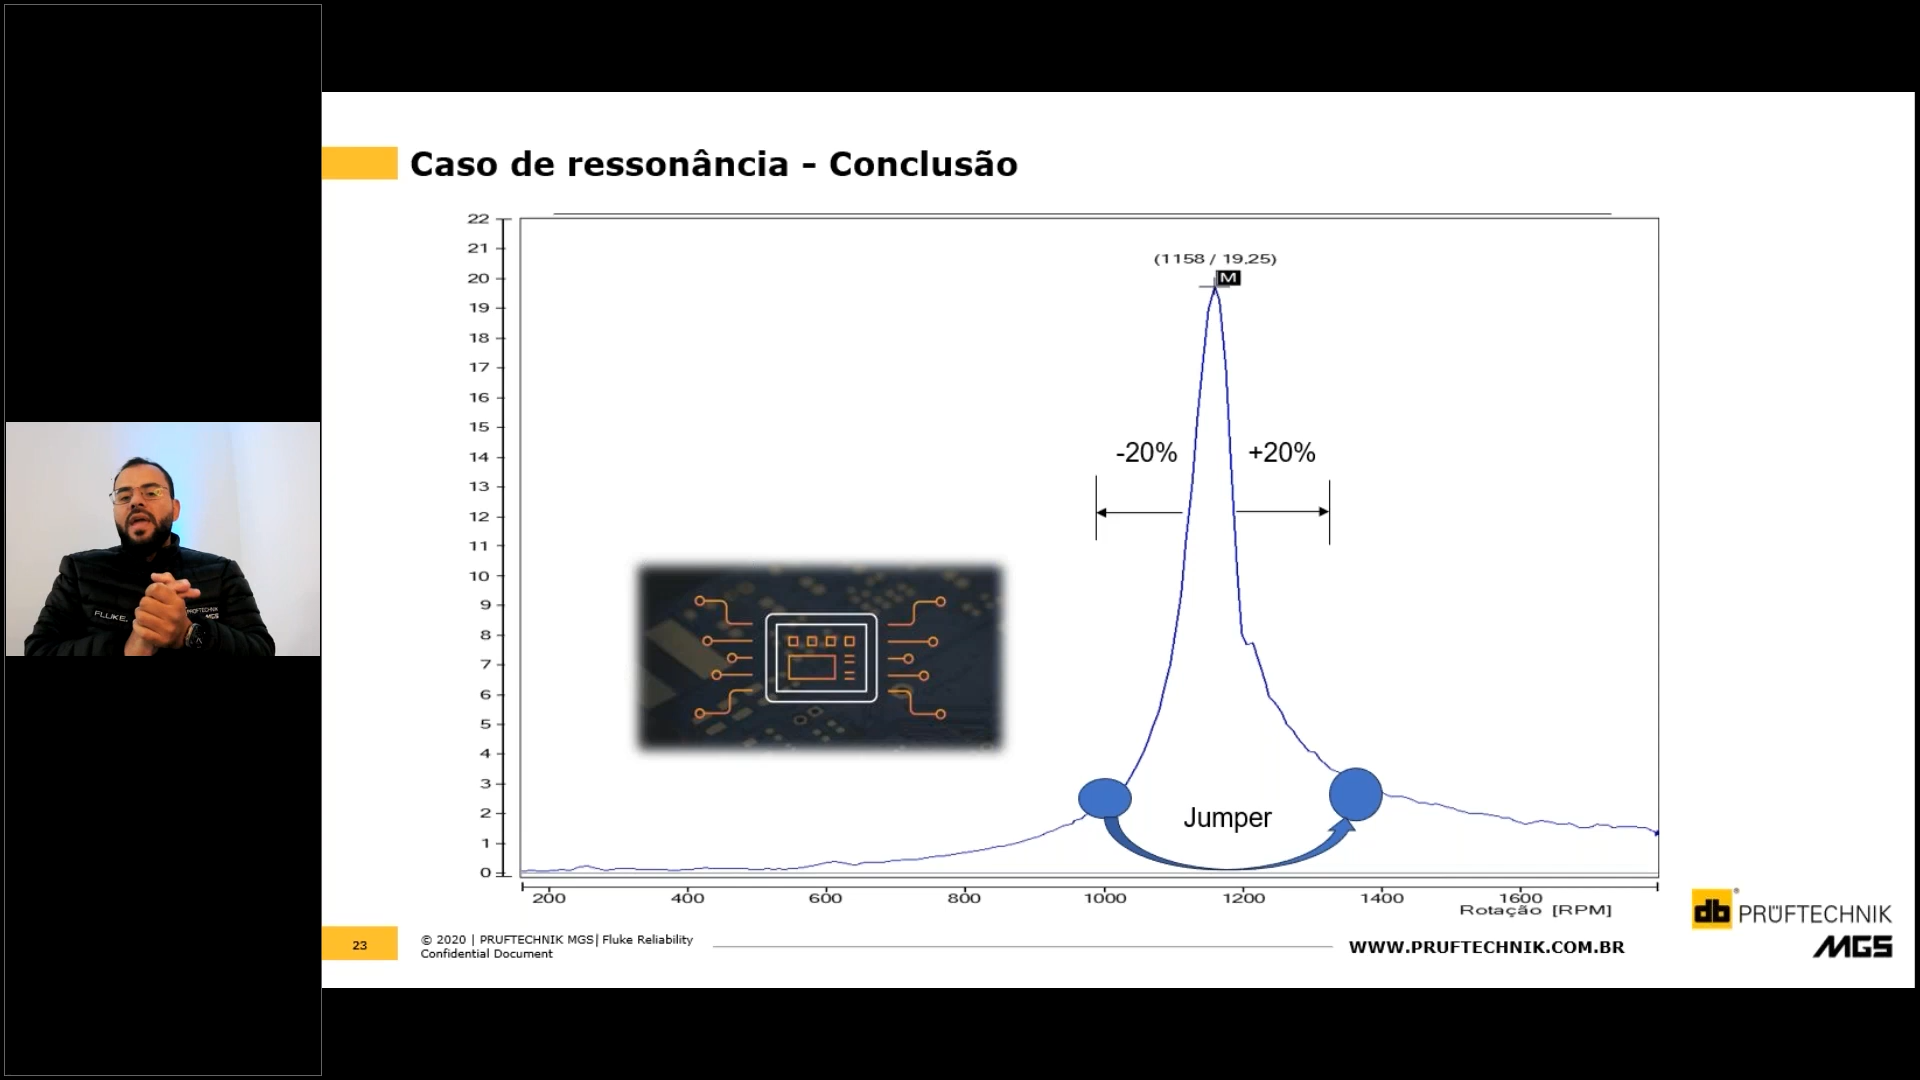 Caso de ressonância - Conclusão
22
21
20
19
18
17
16
15
14
13
12
11
10
9
8
7
6
5
4
3
2
1
0
(1158 / 19,25)
M
-20%
+20%
Jumper
200
400
600
800
1000
1200
1400
1600
Rotação [RPM]
FLUKE.
PRÜFTECHNIK
MGS
23
© 2020 | PRUFTECHNIK MGS| Fluke Reliability
Confidential Document
WWW.PRUFTECHNIK.COM.BR
db PRÜFTECHNIK
MGS